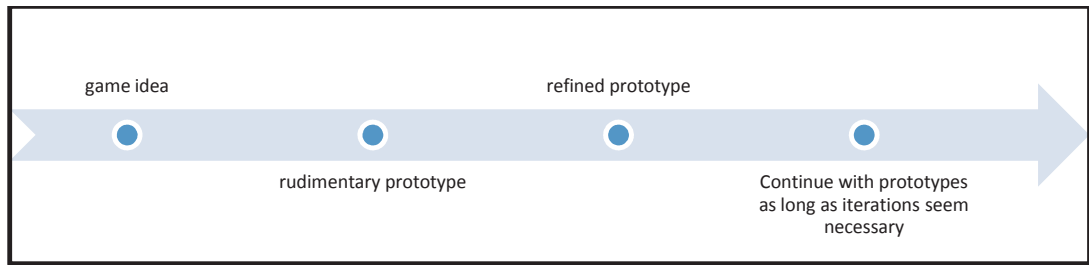 game idea
rudimentary prototype
refined prototype
Continue with prototypes
as long as iterations seem
necessary